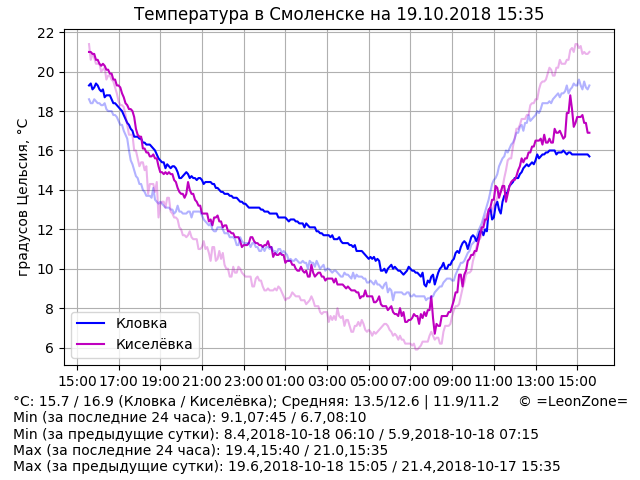 Температура в Смоленске на 19.10.2018 15:35
градусов Цельсия, °C
22
20
18
16
14
12
10
8
6
Кловка
Киселёвка
15:00 17:00 19:00 21:00 23:00 01:00 03:00 05:00 07:00 09:00 11:00 13:00 15:00
°C: 15.7 / 16.9 (Кловка / Киселёвка); Средняя: 13.5/12.6 | 11.9/11.2 © =LeonZone=
Min (за последние 24 часа): 9.1,07:45 / 6.7,08:10
Min (за предыдущие сутки): 8.4,2018-10-18 06:10 / 5.9,2018-10-18 07:15
Max (за последние 24 часа): 19.4,15:40 / 21.0,15:35
Max (за предыдущие сутки): 19.6,2018-10-18 15:05 / 21.4,2018-10-17 15:35